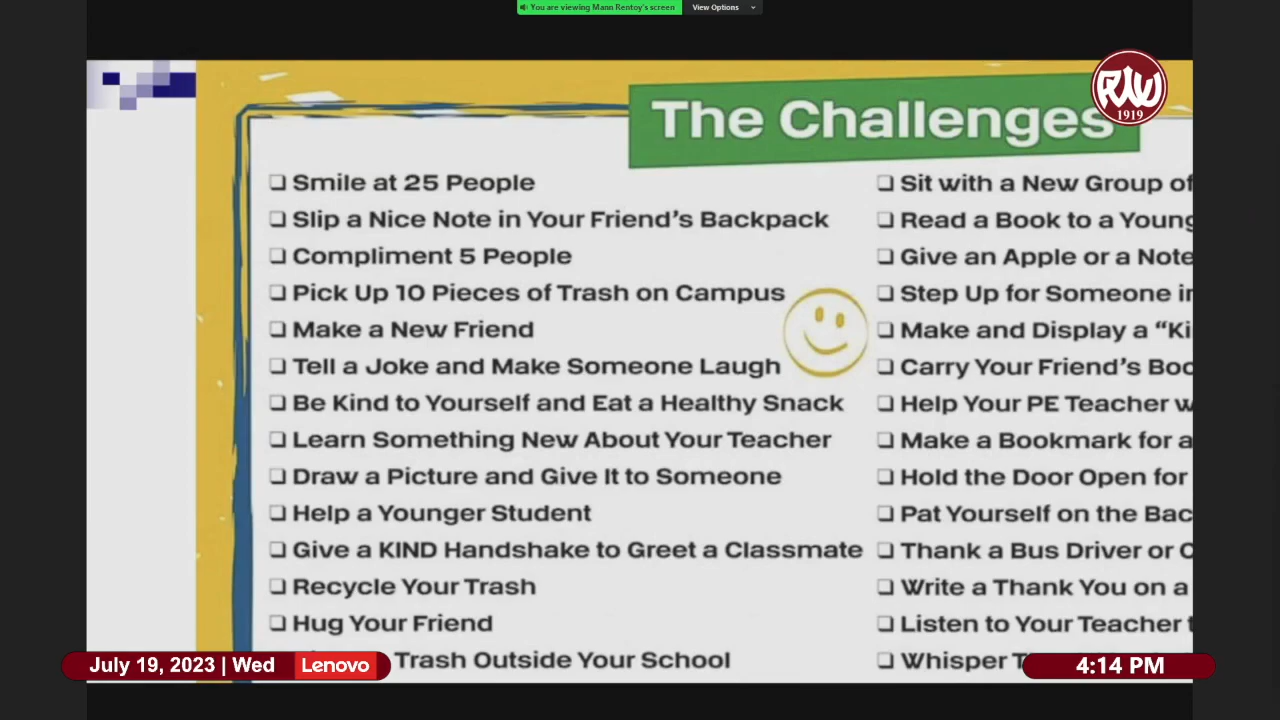 You are viewing Mann Rentoy's screen
View Options
1919
The Challenges
Smile at 25 People
Slip a Nice Note in Your Friend's Backpack
Compliment 5 People
Pick Up 10 Pieces of Trash on Campus
Make a New Friend
Tell a Joke and Make Someone Laugh
Be Kind to Yourself and Eat a Healthy Snack
Learn Something New About Your Teacher
Draw a Picture and Give It to Someone
Help a Younger Student
Give a KIND Handshake to Greet a Classmate
Recycle Your Trash
Hug Your Friend
Trash Outside Your School
Sit with a New Group of
Read a Book to a Young
Give an Apple or a Note
Step Up for Someone in
Make and Display a “Ki
Carry Your Friend's Boo
Help Your PE Teacher w
Make a Bookmark for a
Hold the Door Open for
Pat Yourself on the Bac
Thank a Bus Driver or
Write a Thank You on a
Listen to Your Teacher
Whisper
July 19, 2023 | Wed
Lenovo
4:14 PM